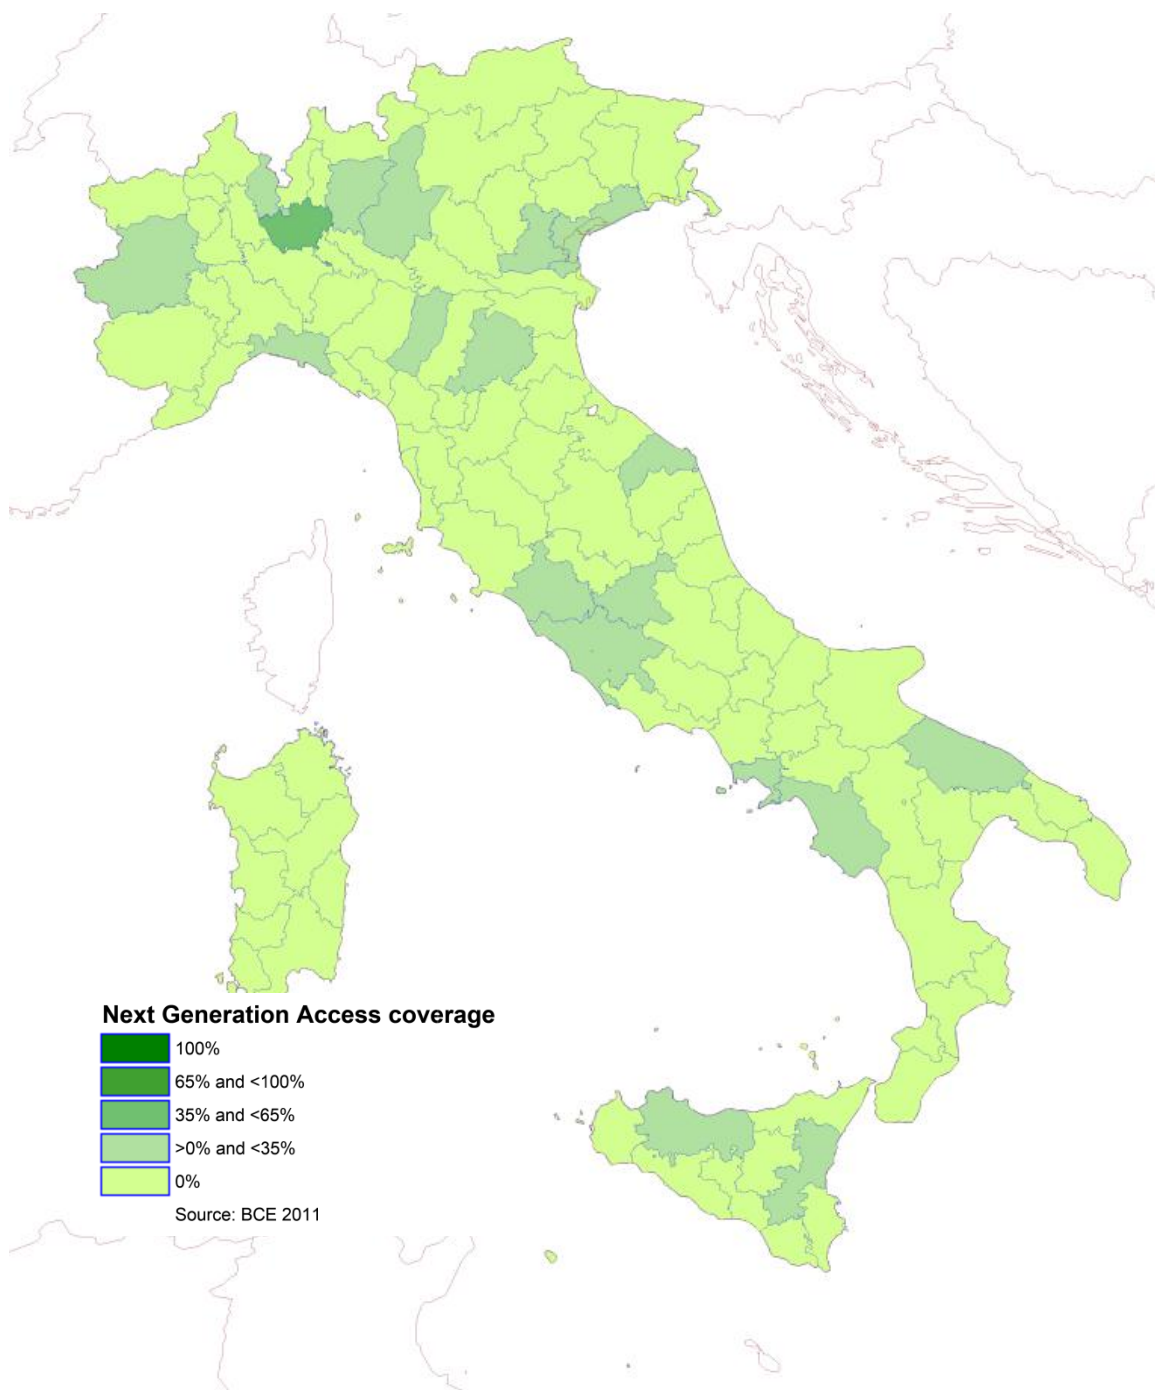 Next Generation Access coverage
100%
65% and <100%
35% and <65%
>0% and <35%
0%
Source: BCE 2011